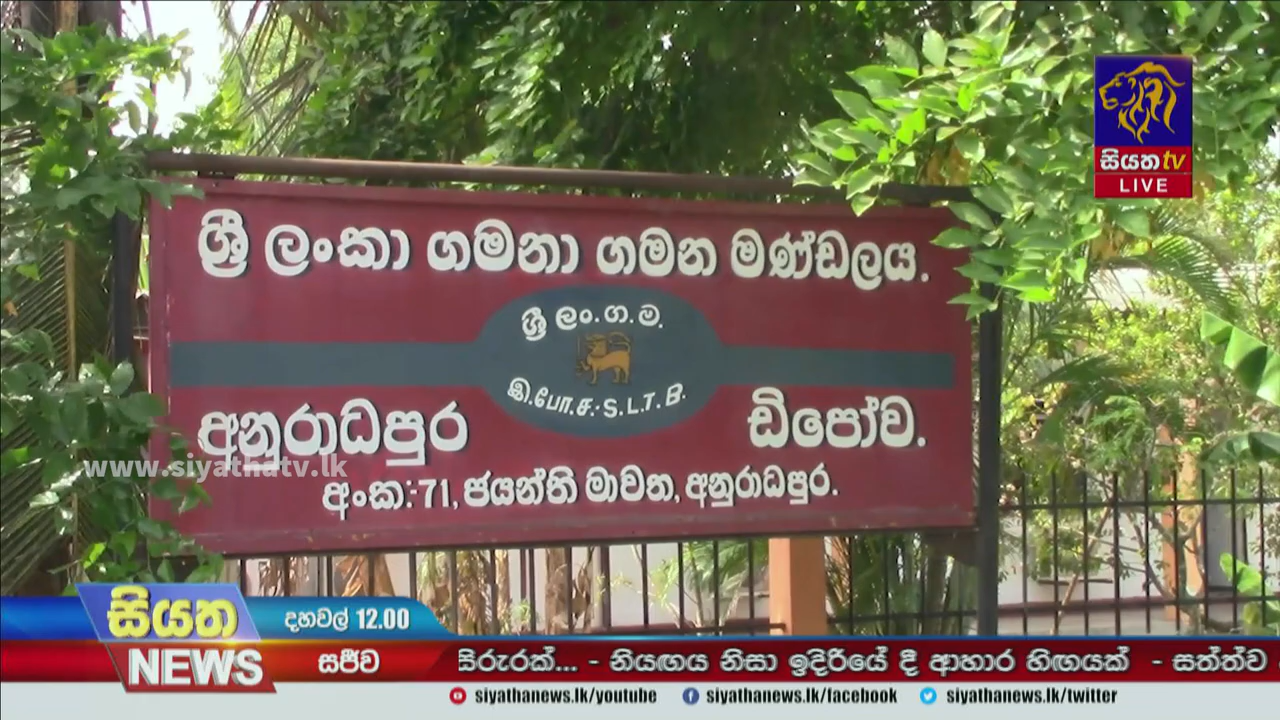 සියත tv
LIVE
ශ්‍රී ලංකා ගමනා ගමන මණ්ඩලය.
ශ්‍රී ලං.ග.ම.
இ.போ.ச:-S.L.T.B.
අනුරාධපුර ඩිපෝව.
අංක:-71, ජයන්ති මාවත, අනුරාධපුර.
www.siyathatv.lk
සියත
NEWS
දහවල් 12.00
සජීව
සිරුරක්... - නියඟය නිසා ඉදිරියේ දී ආහාර හිඟයක් - සත්ත්ව
siyathanews.lk/youtube siyathanews.lk/facebook siyathanews.lk/twitter